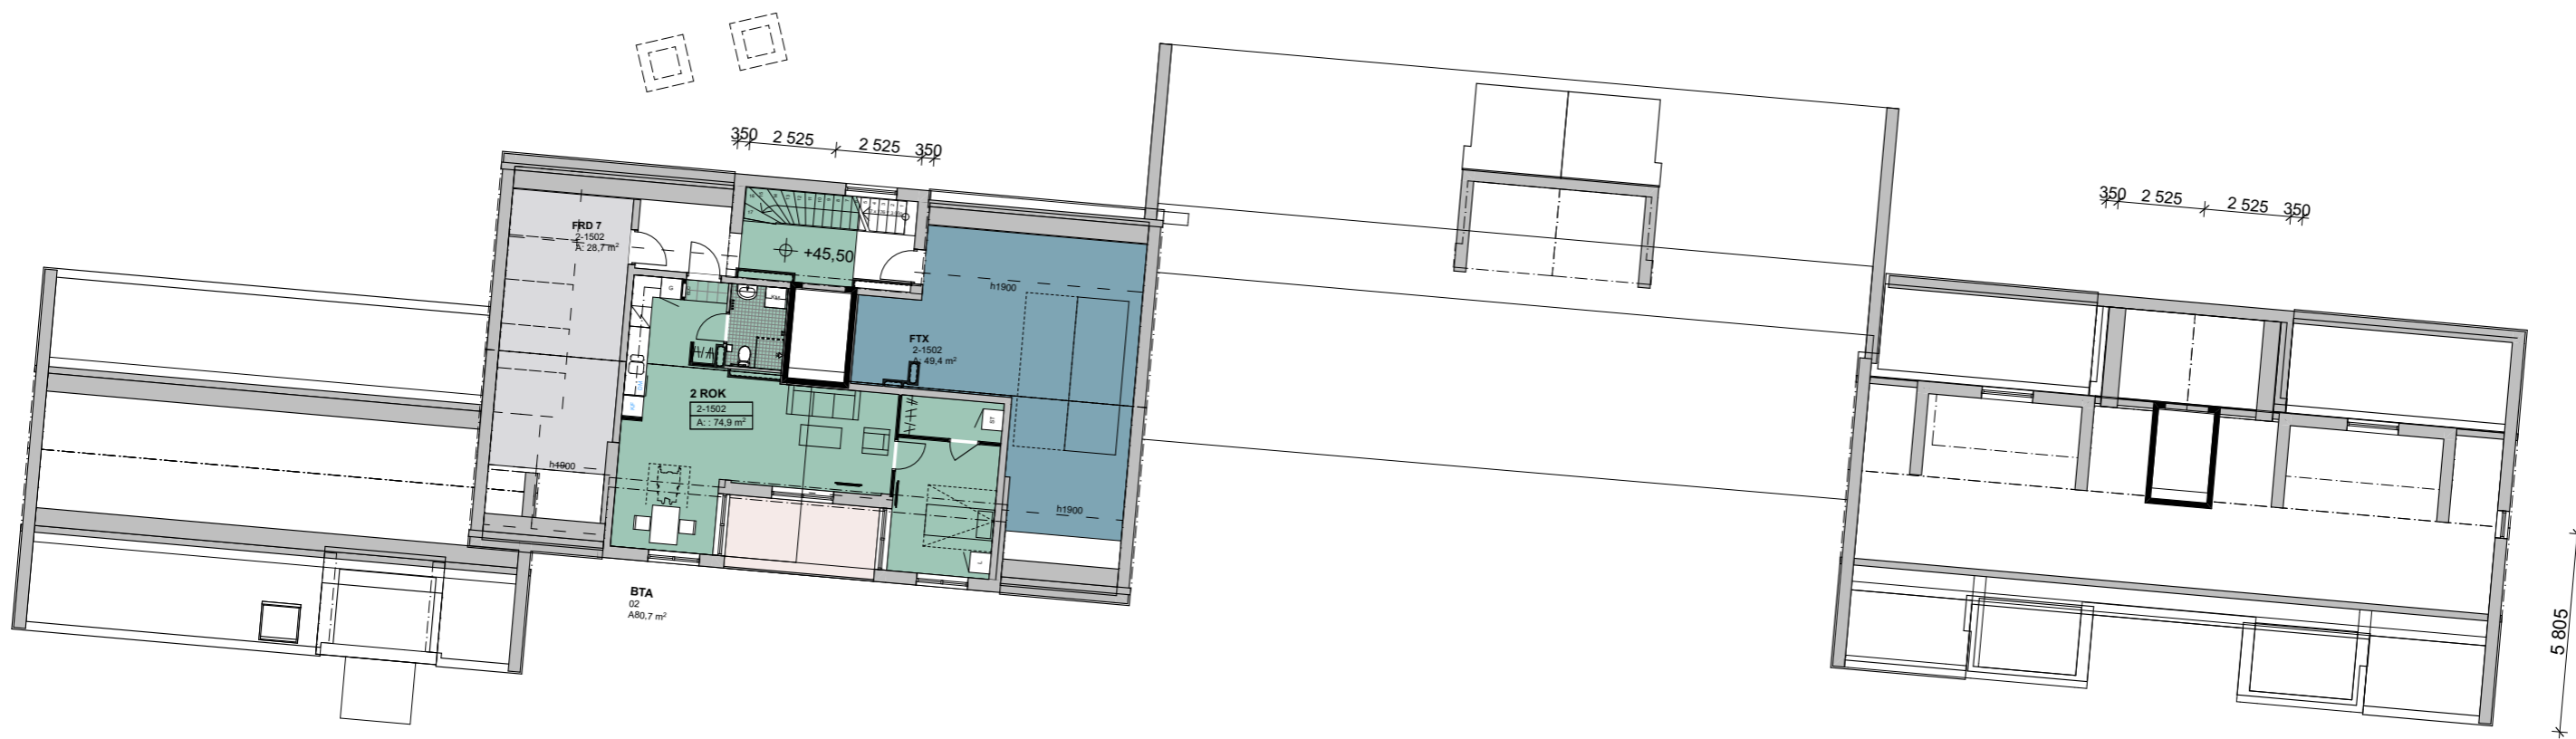 350 2 525 2 525 350
350 2 525 2 525 350
FRD 7
2-1502
A: 28,7 m²
+45,50
h1900
FTX
2-1502
A: 49,4 m²
2 ROK
2-1502
A: : 74,9 m²
h1900
h1900
BTA
02
A80,7 m²
5 805